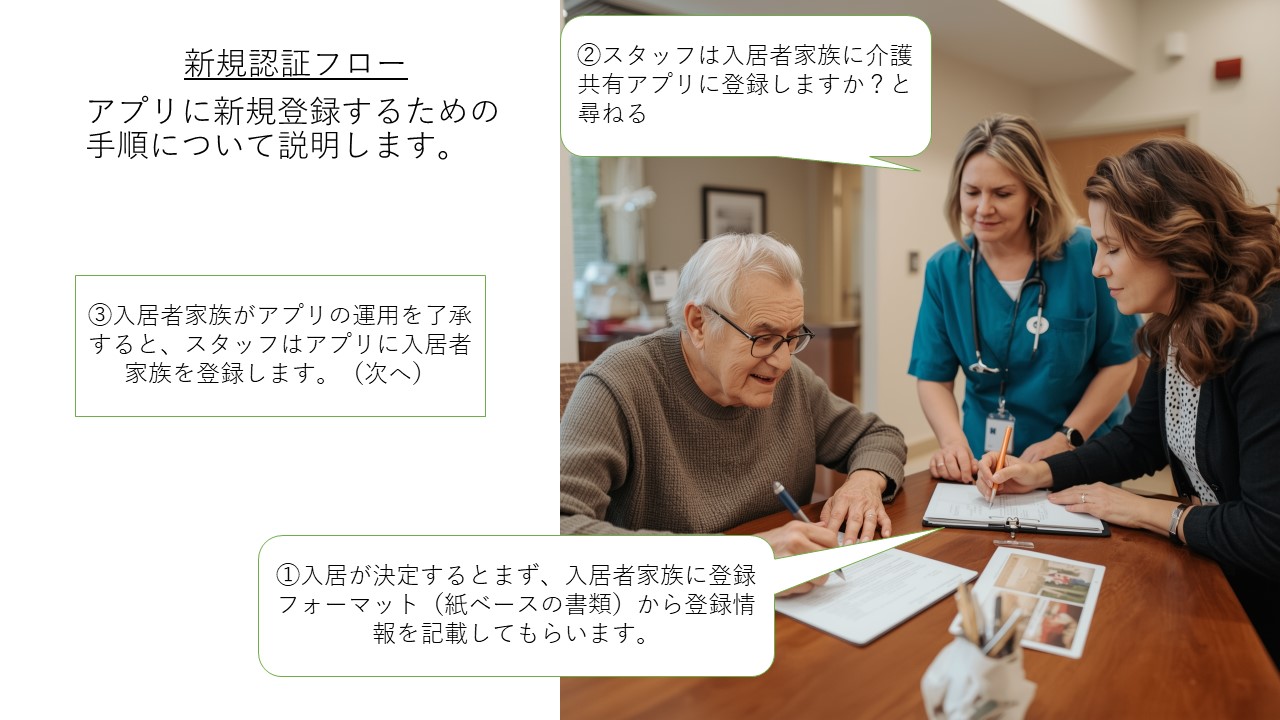 新規認証フロー
アプリに新規登録するための
手順について説明します。
②スタッフは入居者家族に介護
共有アプリに登録しますか？と
尋ねる
③入居者家族がアプリの運用を了承
すると、スタッフはアプリに入居者
家族を登録します。（次へ）
①入居が決定するとまず、入居者家族に登録
フォーマット（紙ベースの書類）から登録情
報を記載してもらいます。